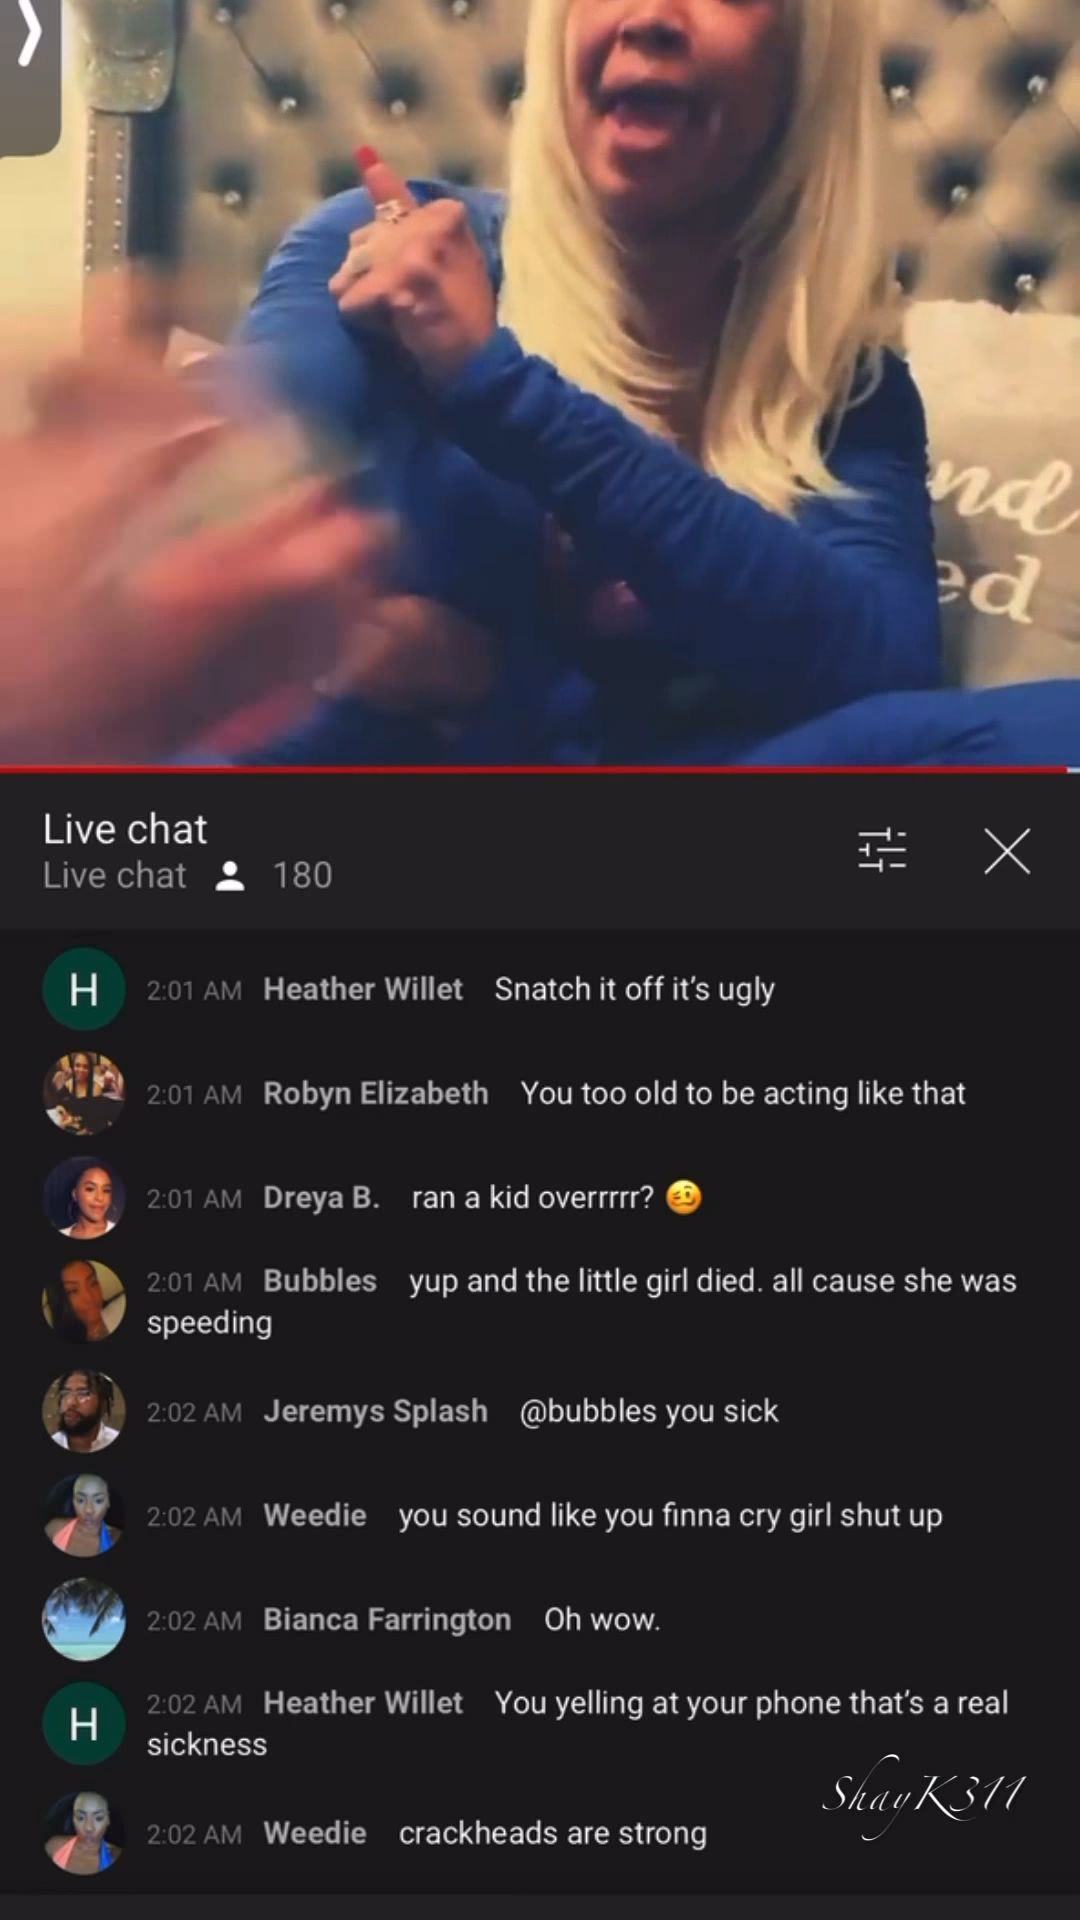 nd
ed
Live chat
Live chat 180
H 2:01 AM Heather Willet Snatch it off it’s ugly
2:01 AM Robyn Elizabeth You too old to be acting like that
2:01 AM Dreya B. ran a kid overrrrr? 🥴
2:01 AM Bubbles yup and the little girl died. all cause she was
speeding
2:02 AM Jeremys Splash @bubbles you sick
2:02 AM Weedie you sound like you finna cry girl shut up
2:02 AM Bianca Farrington Oh wow.
H 2:02 AM Heather Willet You yelling at your phone that’s a real
sickness
ShayK311
2:02 AM Weedie crackheads are strong